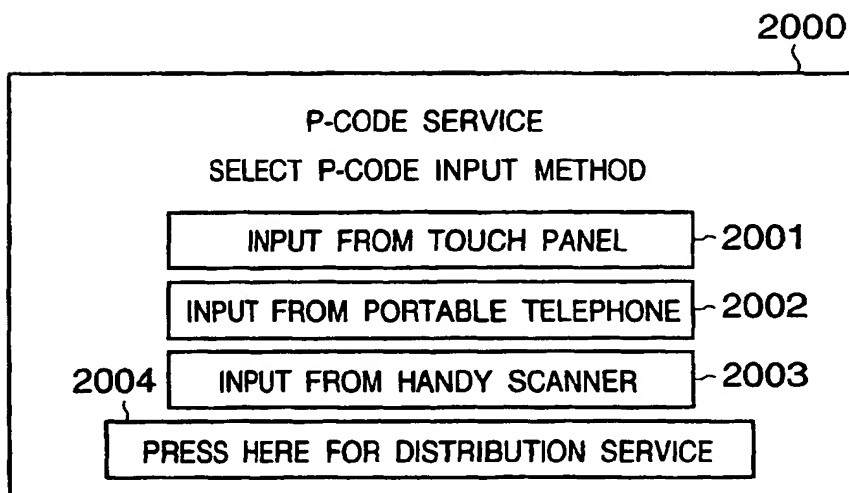 2000
P-CODE SERVICE
SELECT P-CODE INPUT METHOD
INPUT FROM TOUCH PANEL 2001
INPUT FROM PORTABLE TELEPHONE 2002
2004 INPUT FROM HANDY SCANNER 2003
PRESS HERE FOR DISTRIBUTION SERVICE